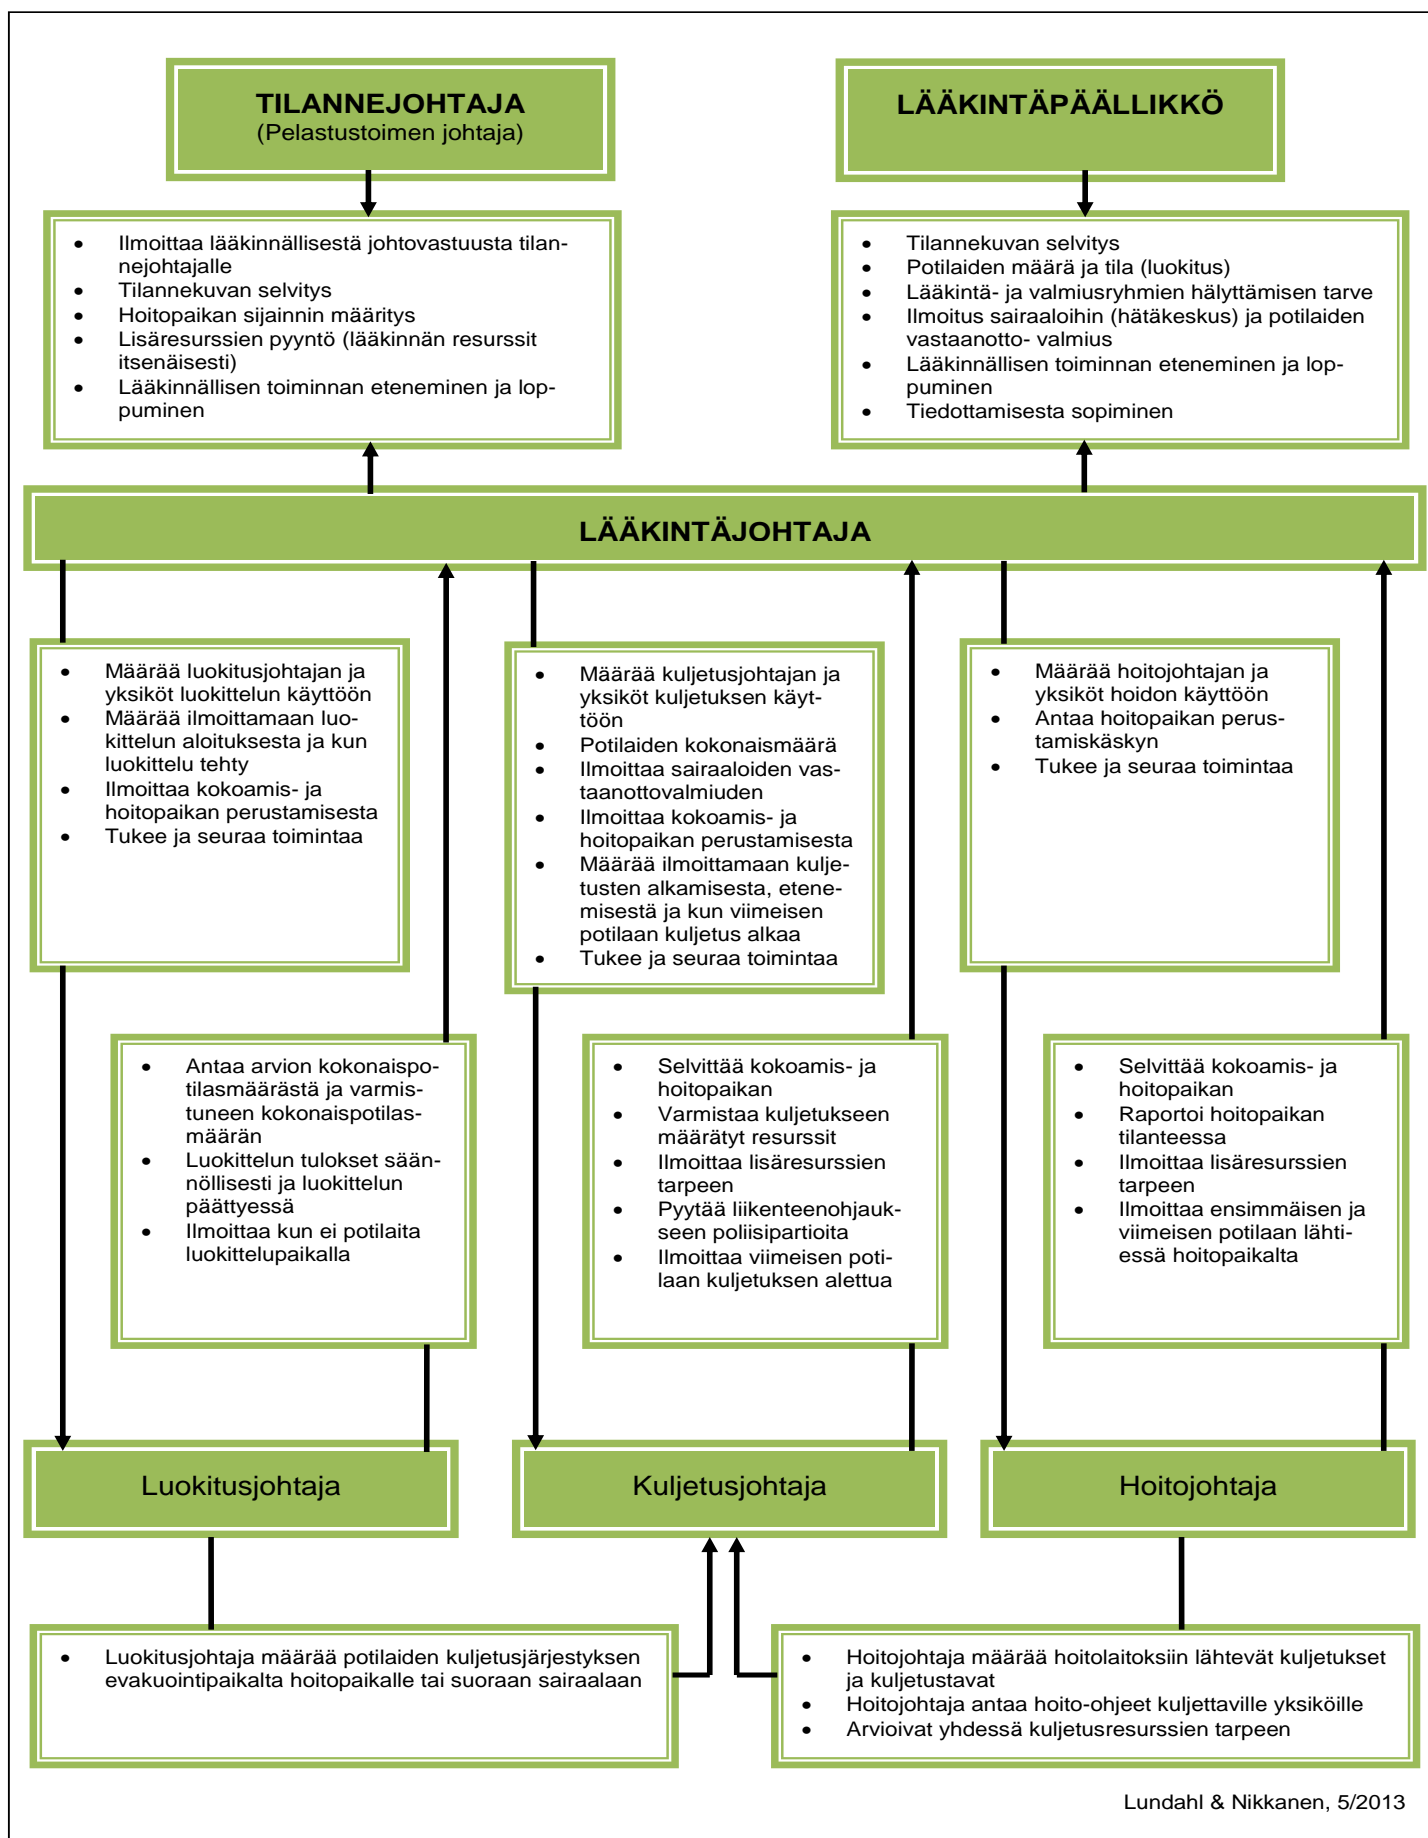 TILANNEJOHTAJA
(Pelastustoimen johtaja)
LÄÄKINTÄPÄÄLLIKKÖ
• Ilmoittaa lääkinnällisestä johtovastuusta tilan-
nejohtajalle
• Tilannekuvan selvitys
• Hoitopaikan sijainnin määritys
• Lisäresurssien pyyntö (lääkinnän resurssit
itsenäisesti)
• Lääkinnällisen toiminnan eteneminen ja lop-
puminen
• Tilannekuvan selvitys
• Potilaiden määrä ja tila (luokitus)
• Lääkintä- ja valmiusryhmien hälyttämisen tarve
• Ilmoitus sairaaloihin (hätäkeskus) ja potilaiden
vastaanotto- valmius
• Lääkinnällisen toiminnan eteneminen ja lop-
puminen
• Tiedottamisesta sopiminen
LÄÄKINTÄJOHTAJA
• Määrää luokitusjohtajan ja
yksiköt luokittelun käyttöön
• Määrää ilmoittamaan luo-
kittelun aloituksesta ja kun
luokittelu tehty
• Ilmoittaa kokoamis- ja
hoitopaikan perustamisesta
• Tukee ja seuraa toimintaa
• Määrää kuljetusjohtajan ja
yksiköt kuljetuksen käyt-
töön
• Potilaiden kokonaismäärä
• Ilmoittaa sairaaloiden vas-
taanottovalmiuden
• Ilmoittaa kokoamis- ja
hoitopaikan perustamisesta
• Määrää ilmoittamaan kulje-
tusten alkamisesta, etene-
misestä ja kun viimeisen
potilaan kuljetus alkaa
• Tukee ja seuraa toimintaa
• Määrää hoitojohtajan ja
yksiköt hoidon käyttöön
• Antaa hoitopaikan perus-
tamiskäskyn
• Tukee ja seuraa toimintaa
• Antaa arvion kokonaispo-
tilasmäärästä ja varmis-
tuneen kokonaispotilas-
määrän
• Luokittelun tulokset sään-
nöllisesti ja luokittelun
päättyessä
• Ilmoittaa kun ei potilaita
luokittelupaikalla
• Selvittää kokoamis- ja
hoitopaikan
• Varmistaa kuljetukseen
määrätyt resurssit
• Ilmoittaa lisäresurssien
tarpeen
• Pyytää liikenteenohjauk-
seen poliisipartioita
• Ilmoittaa viimeisen poti-
laan kuljetuksen alettua
• Selvittää kokoamis- ja
hoitopaikan
• Raportoi hoitopaikan
tilanteessa
• Ilmoittaa lisäresurssien
tarpeen
• Ilmoittaa ensimmäisen ja
viimeisen potilaan lähti-
essä hoitopaikalta
Luokitusjohtaja
Kuljetusjohtaja
Hoitojohtaja
• Luokitusjohtaja määrää potilaiden kuljetusjärjestyksen
evakuointipaikalta hoitopaikalle tai suoraan sairaalaan
• Hoitojohtaja määrää hoitolaitoksiin lähtevät kuljetukset
ja kuljetustavat
• Hoitojohtaja antaa hoito-ohjeet kuljettaville yksiköille
• Arvioivat yhdessä kuljetusresurssien tarpeen
Lundahl & Nikkanen, 5/2013